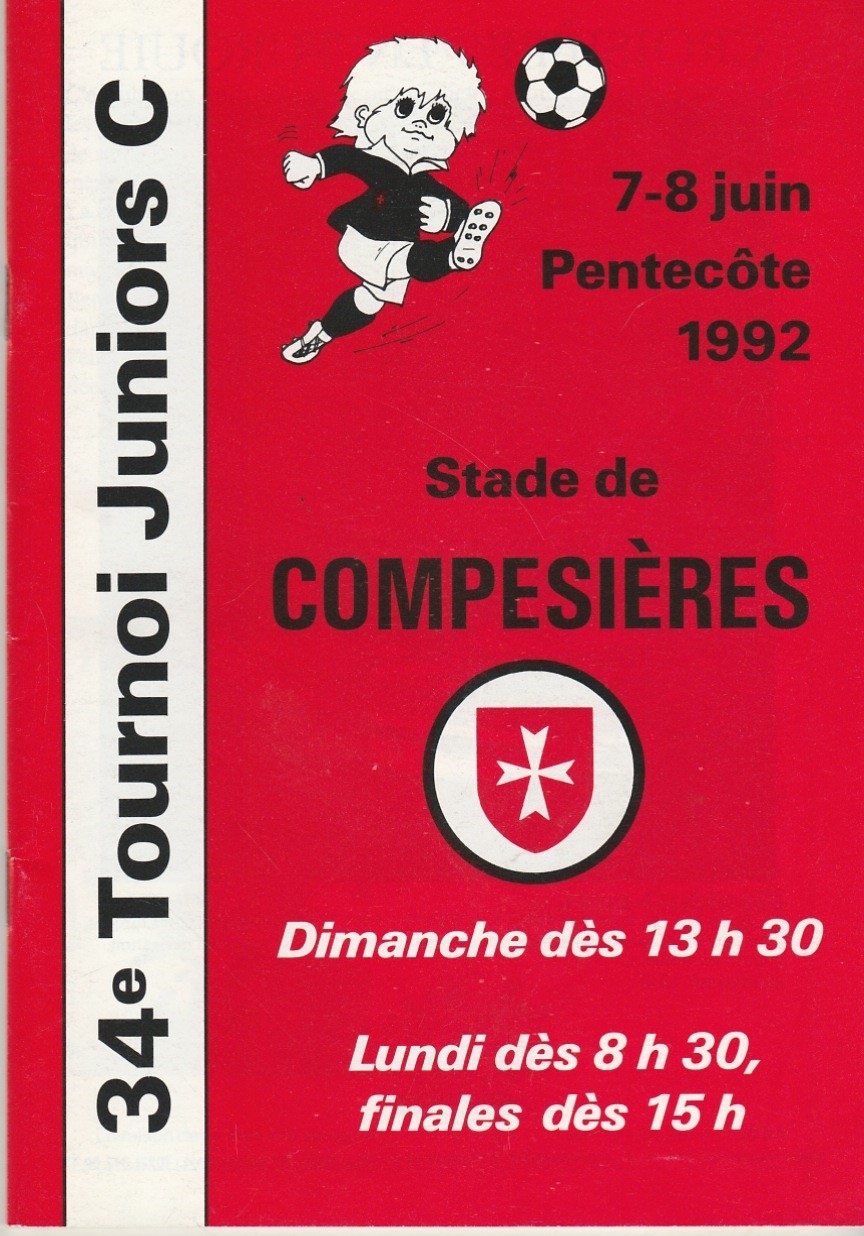 34e Tournoi Juniors C
7-8 juin
Pentecôte
1992
Stade de
COMPESIÈRES
Dimanche dès 13 h 30
Lundi dès 8 h 30,
finales dès 15 h